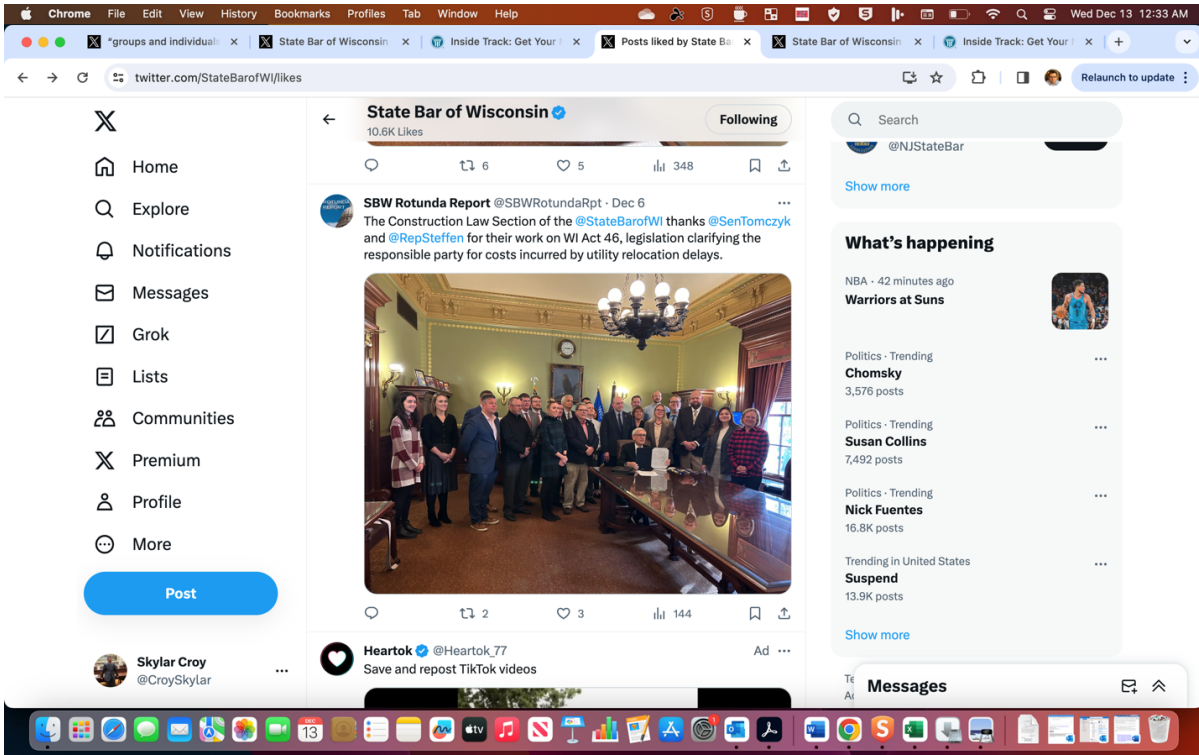 Chrome File Edit View History Bookmarks Profiles Tab Window Help Wed Dec 13 12:33 AM
"groups and individuals
State Bar of Wisconsin
Inside Track: Get Your
Posts liked by State Ba
State Bar of Wisconsin
Inside Track: Get Your
twitter.com/StateBarofWI/likes
Relaunch to update
Home
Explore
Notifications
Messages
Grok
Lists
Communities
Premium
Profile
More
Post
Skylar Croy
@CroySkylar
State Bar of Wisconsin
10.6K Likes
Following
6 5 348
SBW Rotunda Report @SBWRotundaRpt · Dec 6
The Construction Law Section of the @StateBarofWI thanks @SenTomczyk
and @RepSteffen for their work on WI Act 46, legislation clarifying the
responsible party for costs incurred by utility relocation delays.
2 3 144
Heartok @Heartok_77 Ad
Save and repost TikTok videos
Search
@NJStateBar
Show more
What's happening
NBA · 42 minutes ago
Warriors at Suns
Politics · Trending
Chomsky
3,576 posts
Politics · Trending
Susan Collins
7,492 posts
Politics · Trending
Nick Fuentes
16.8K posts
Trending in United States
Suspend
13.9K posts
Show more
Messages
DEC
13
tv